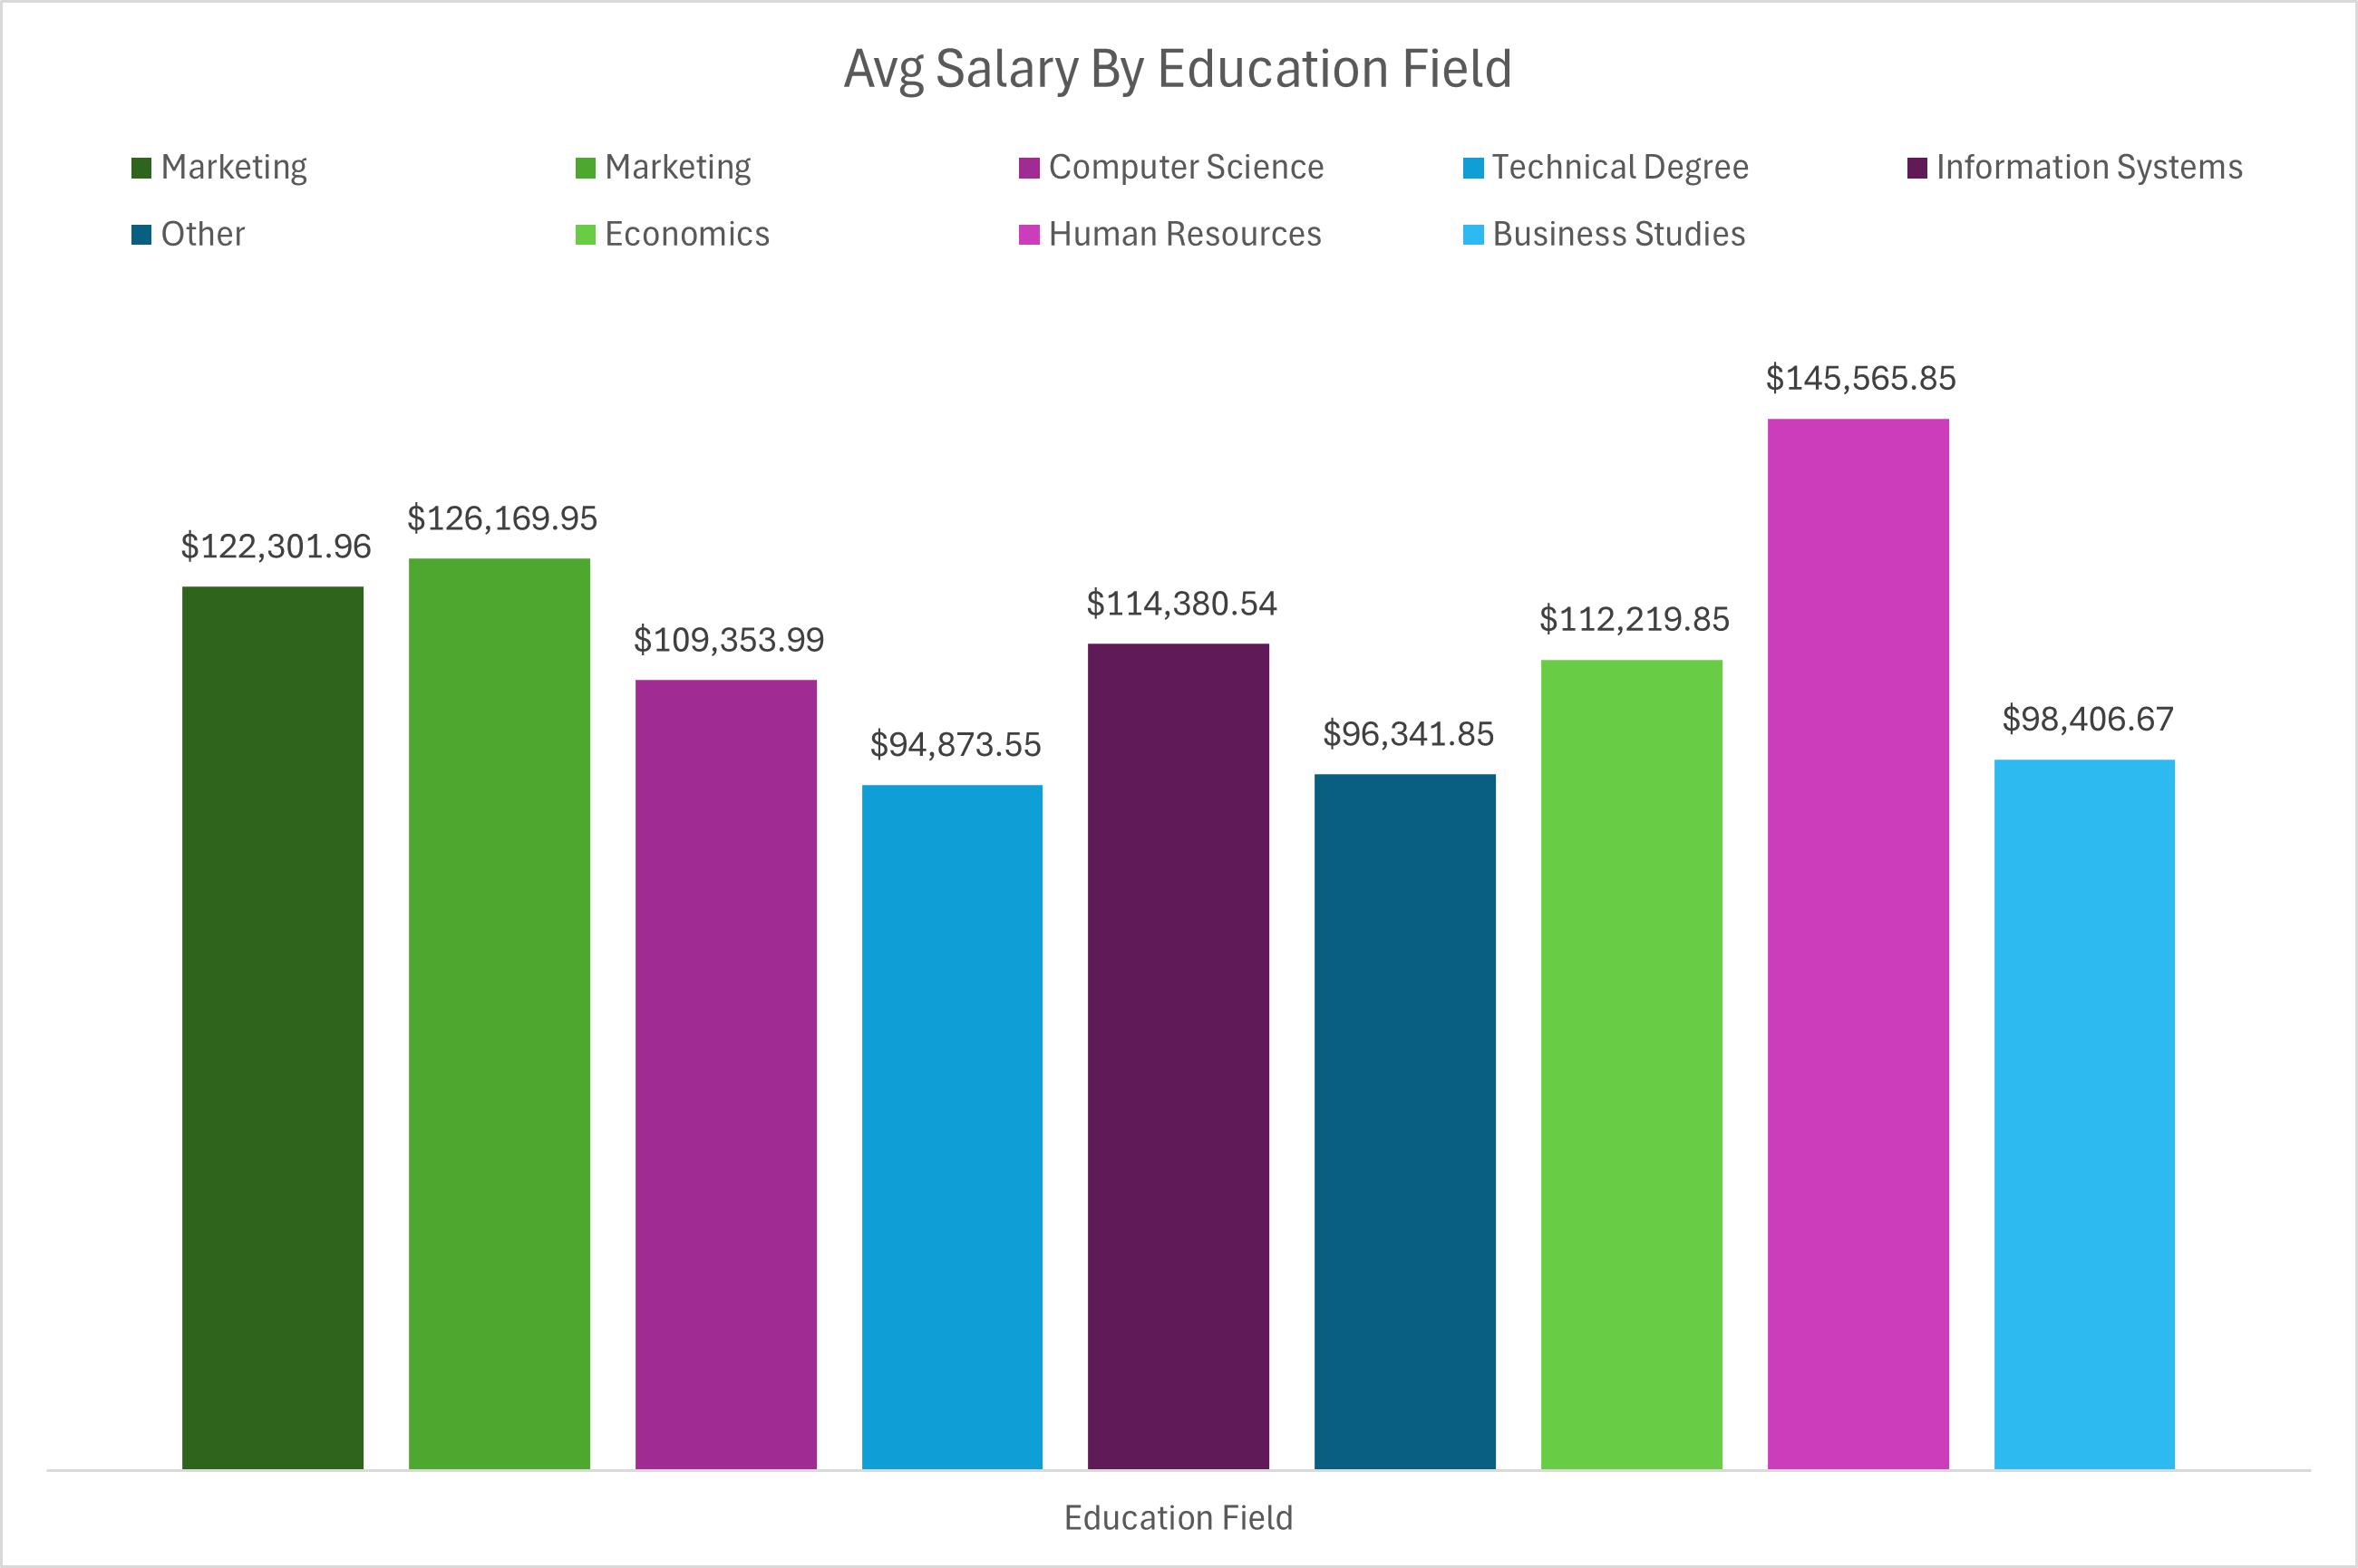 Avg Salary By Education Field
Marketing Marketing Computer Science Technical Degree Information Systems
Other Economics Human Resources Business Studies
$145,565.85
$126,169.95
$122,301.96
$114,380.54
$112,219.85
$109,353.99
$98,406.67
$96,341.85
$94,873.55
Education Field